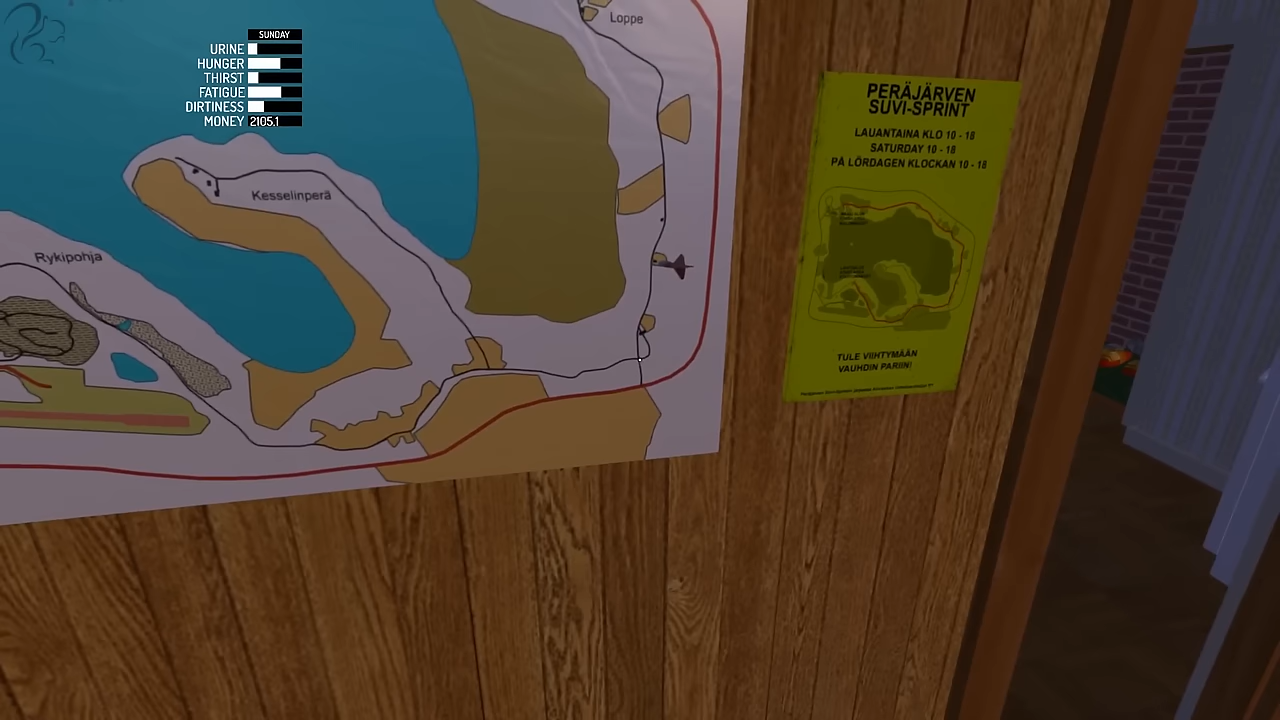 SUNDAY
URINE
HUNGER
THIRST
FATIGUE
DIRTINESS
MONEY 2105.1
Loppe
Kesselinperä
Rykipohja
PERÄJÄRVEN
SUVI-SPRINT
LAUANTAINA KLO 10 - 18
SATURDAY 10 - 18
PÅ LÖRDAGEN KLOCKAN 10 - 18
TULE VIIHTYMÄÄN
VAUHDIN PARIIN!